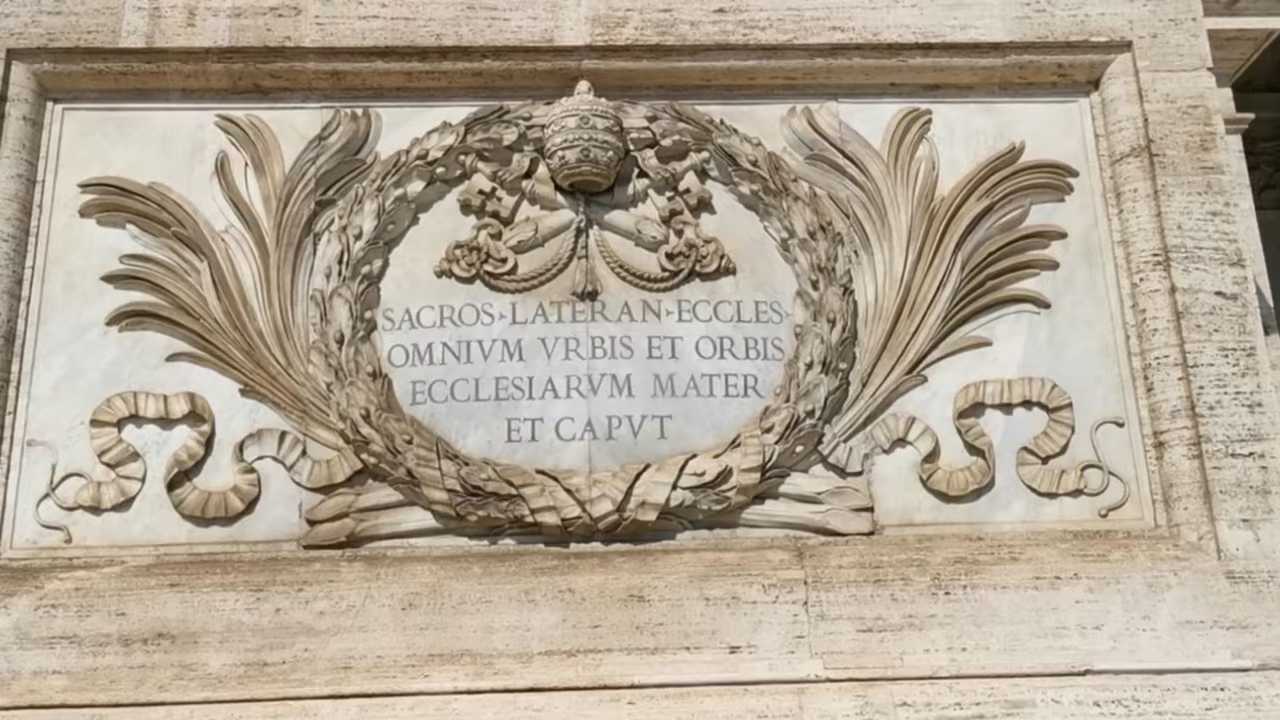 SACROS·LATERAN·ECCLES·
OMNIVM VRBIS ET ORBIS
ECCLESIARVM MATER
ET CAPVT